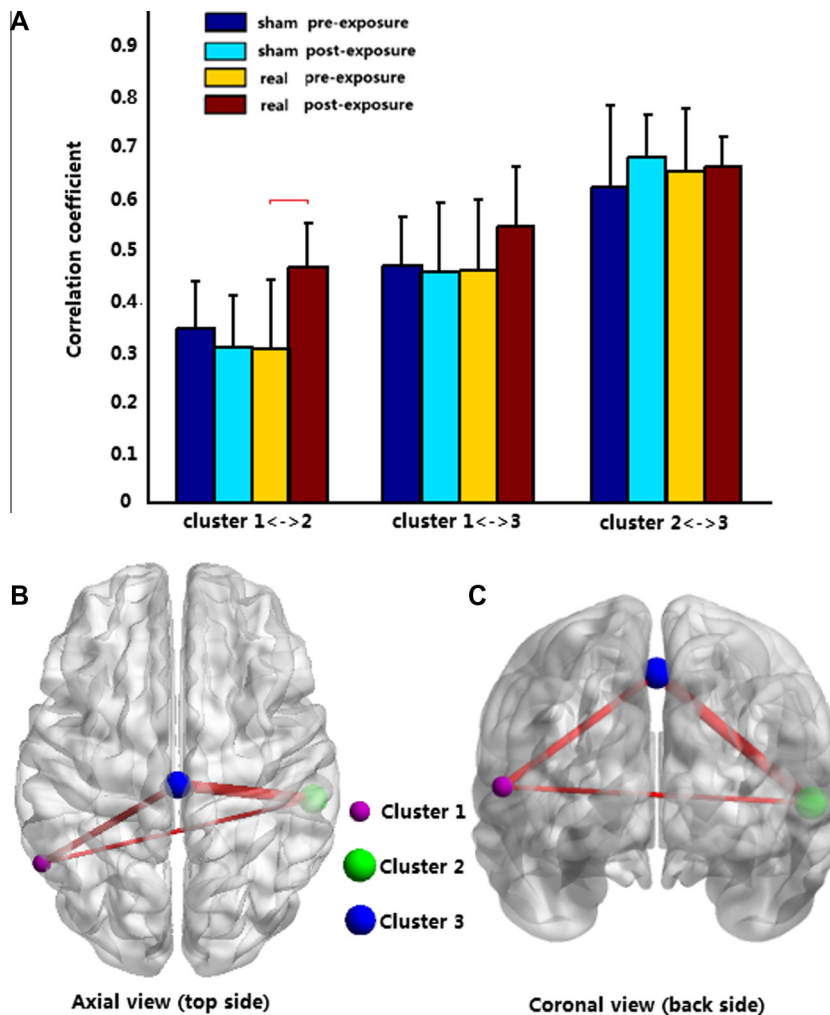 A
sham pre-exposure
sham post-exposure
real pre-exposure
real post-exposure
Correlation coefficient
0.9
0.8
0.7
0.6
0.5
0.4
0.3
0.2
0.1
0
cluster 1<->2
cluster 1<->3
cluster 2<->3
B
C
Cluster 1
Cluster 2
Cluster 3
Axial view (top side)
Coronal view (back side)